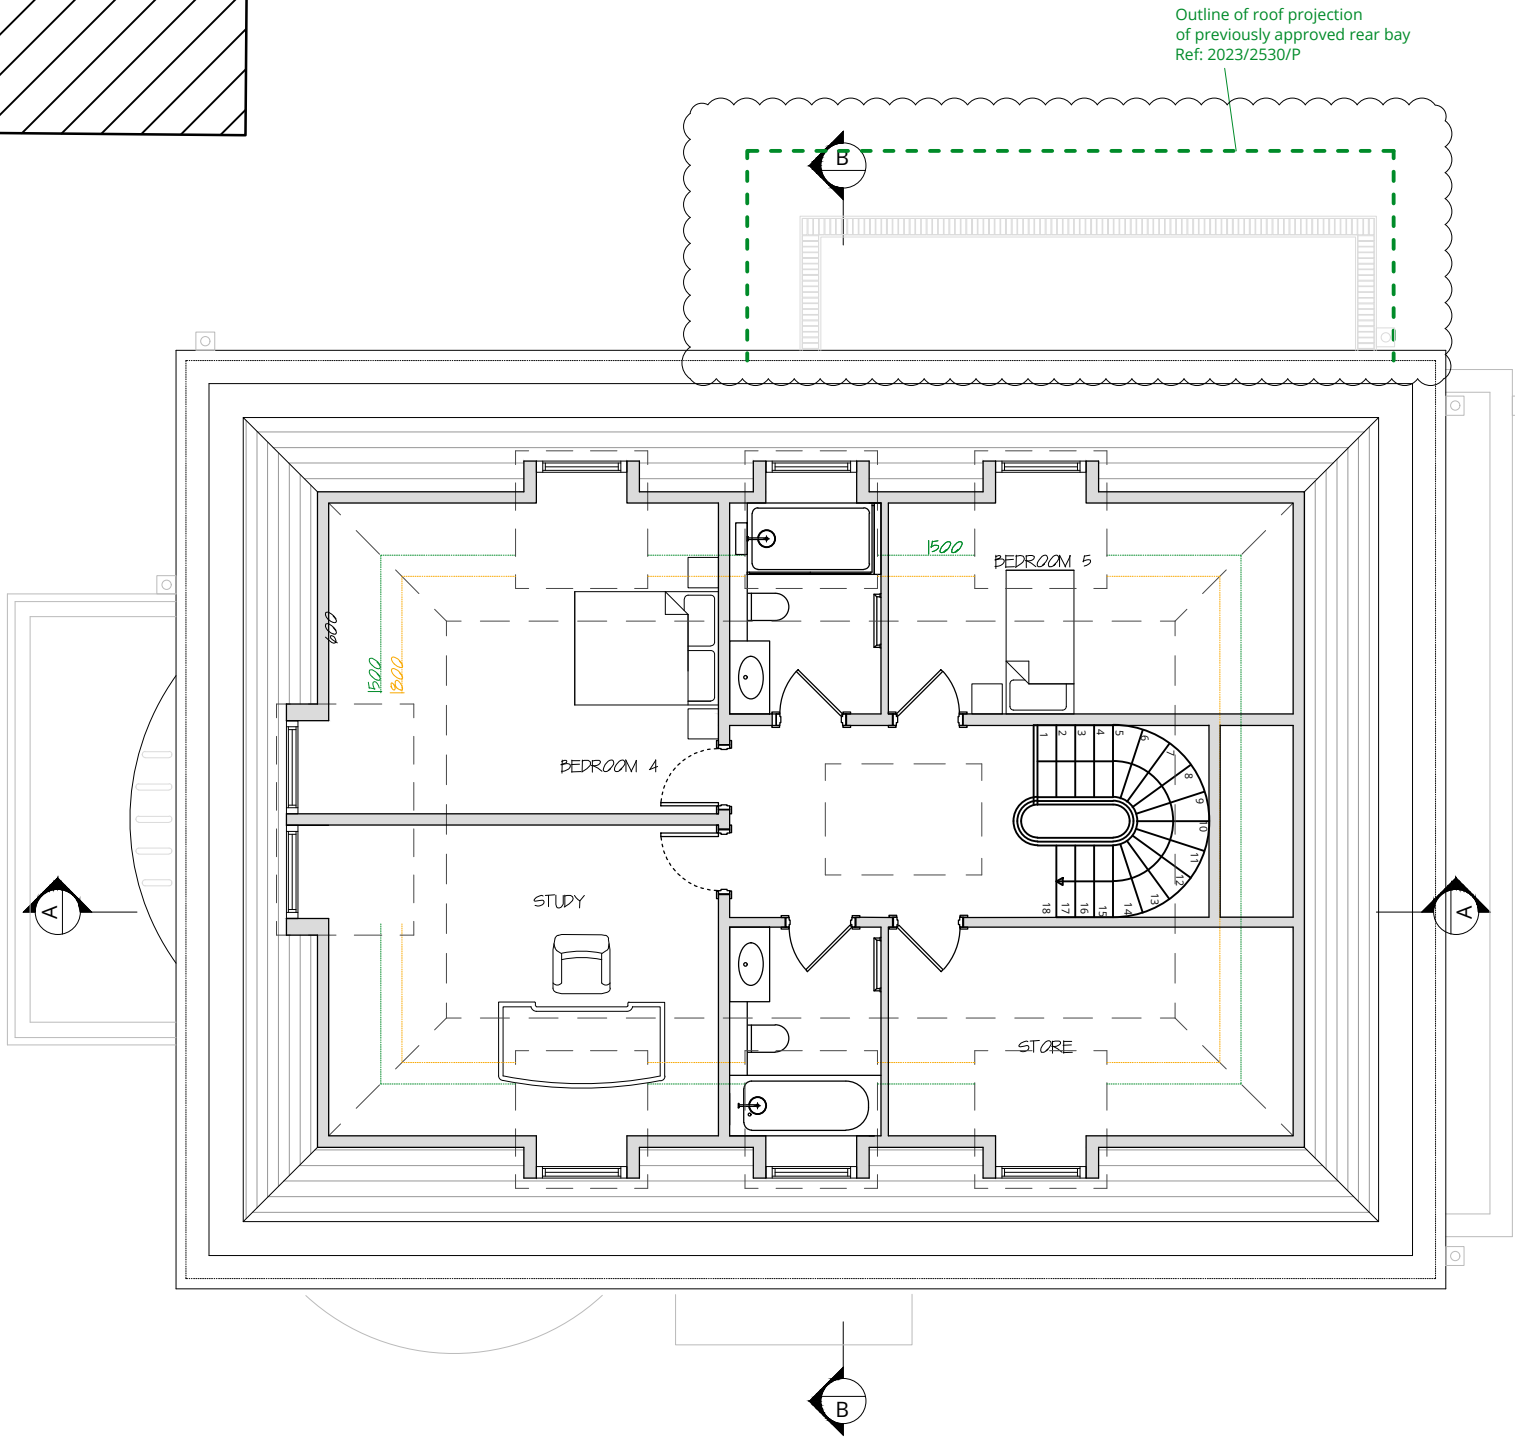 Outline of roof projection
of previously approved rear bay
Ref: 2023/2530/P
B
1500
BEDROOM 5
600
1500
1800
BEDROOM 4
1
2
3
4
5
6
7
8
9
10
11
12
13
14
15
16
17
18
STUDY
A
A
STORE
B